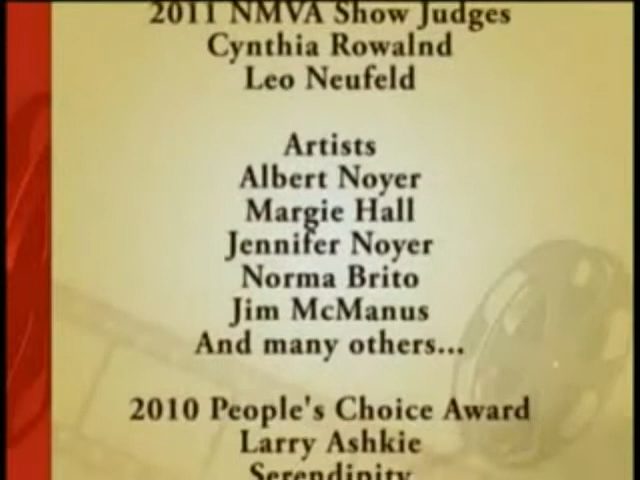 2011 NMVA Show Judges
Cynthia Rowalnd
Leo Neufeld
Artists
Albert Noyer
Margie Hall
Jennifer Noyer
Norma Brito
Jim McManus
And many others...
2010 People's Choice Award
Larry Ashkie
Serendipity